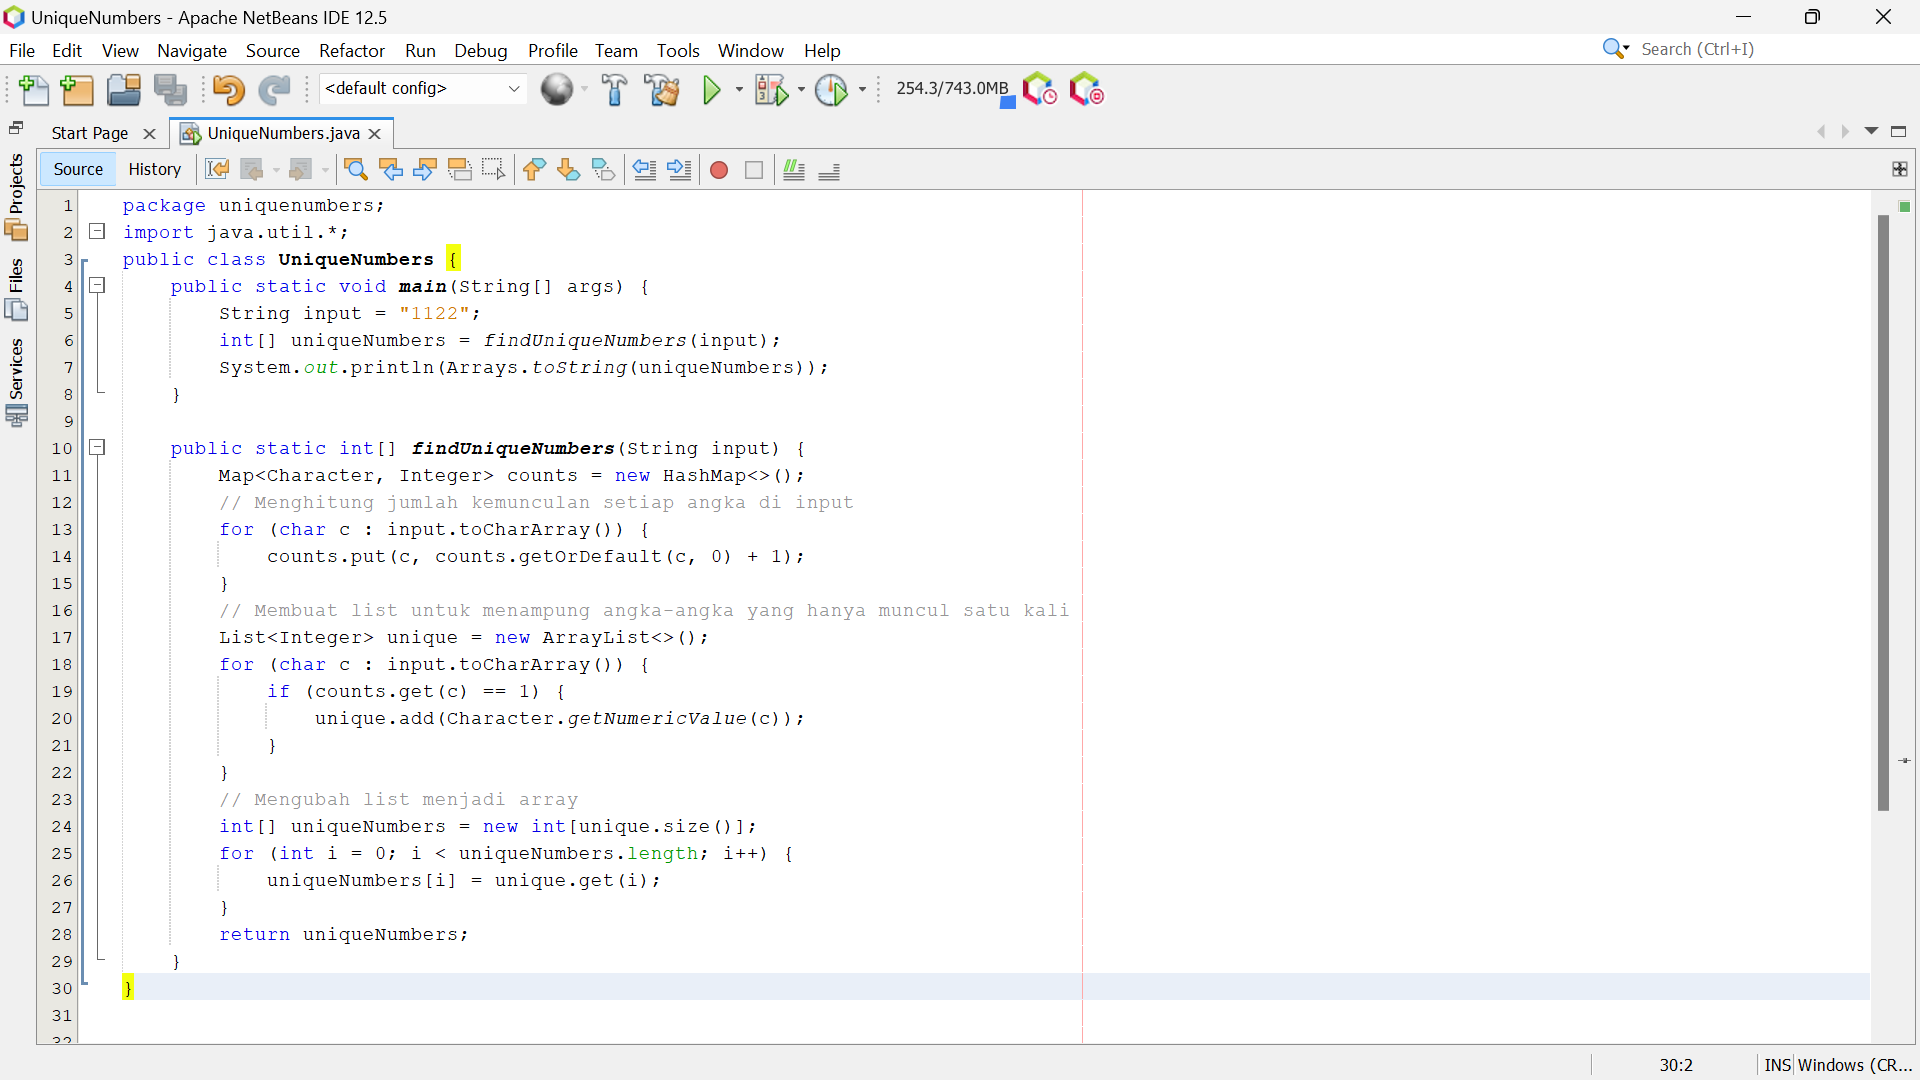 UniqueNumbers - Apache NetBeans IDE 12.5
File Edit View Navigate Source Refactor Run Debug Profile Team Tools Window Help
Search (Ctrl+I)
<default config>
254.3/743.0MB
Start Page
UniqueNumbers.java
Projects
Files
Services
Source History
1 package uniquenumbers;
2 import java.util.*;
3 public class UniqueNumbers {
4     public static void main(String[] args) {
5         String input = "1122";
6         int[] uniqueNumbers = findUniqueNumbers(input);
7         System.out.println(Arrays.toString(uniqueNumbers));
8     }
9
10     public static int[] findUniqueNumbers(String input) {
11         Map<Character, Integer> counts = new HashMap<>();
12         // Menghitung jumlah kemunculan setiap angka di input
13         for (char c : input.toCharArray()) {
14             counts.put(c, counts.getOrDefault(c, 0) + 1);
15         }
16         // Membuat list untuk menampung angka-angka yang hanya muncul satu kali
17         List<Integer> unique = new ArrayList<>();
18         for (char c : input.toCharArray()) {
19             if (counts.get(c) == 1) {
20                 unique.add(Character.getNumericValue(c));
21             }
22         }
23         // Mengubah list menjadi array
24         int[] uniqueNumbers = new int[unique.size()];
25         for (int i = 0; i < uniqueNumbers.length; i++) {
26             uniqueNumbers[i] = unique.get(i);
27         }
28         return uniqueNumbers;
29     }
30 }
31
32
30:2
INS
Windows (CR...